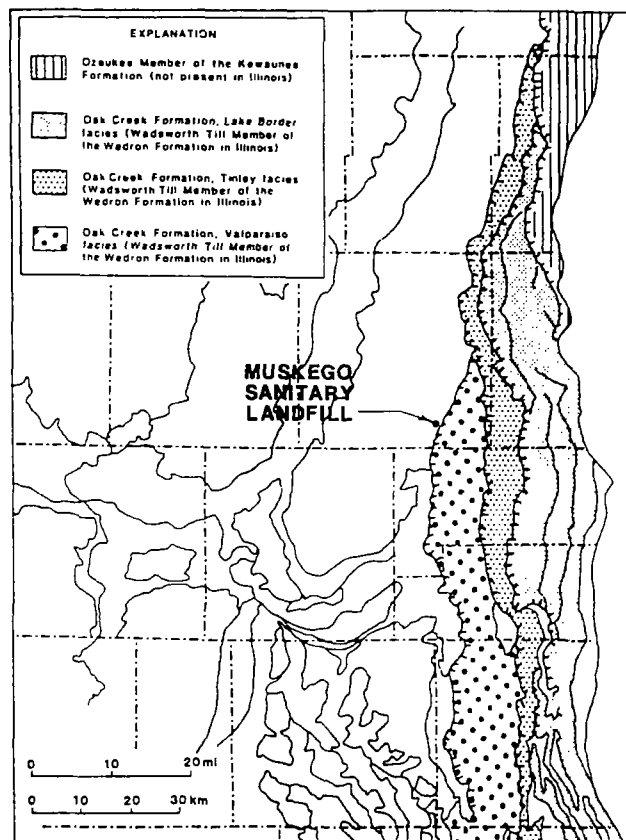 EXPLANATION
Ozaukee Member of the Kewaunee
Formation (not present in Illinois)
Oak Creek Formation, Lake Border
facies (Wadsworth Till Member of
the Wedron Formation in Illinois)
Oak Creek Formation, Tinley facies
(Wadsworth Till Member of the
Wedron Formation in Illinois)
Oak Creek Formation, Valparaiso
facies (Wadsworth Till Member of
the Wedron Formation in Illinois)
MUSKEGO
SANITARY
LANDFILL
0 10 20 mi
0 10 20 30 km